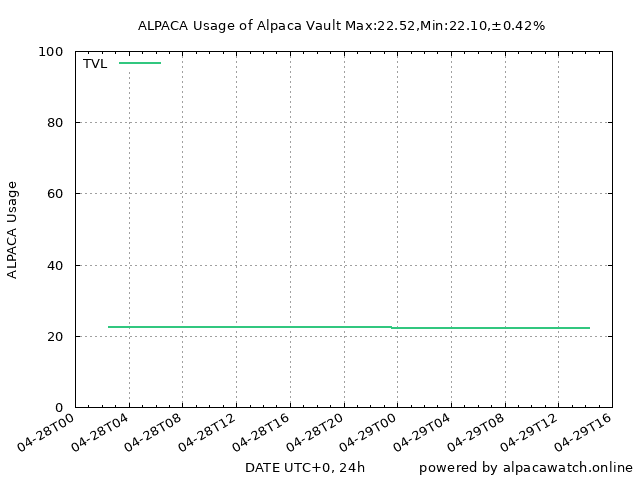 ALPACA Usage of Alpaca Vault Max:22.52,Min:22.10,±0.42%
TVL
ALPACA Usage
100
80
60
40
20
0
04-28T00
04-28T04
04-28T08
04-28T12
04-28T16
04-28T20
04-29T00
04-29T04
04-29T08
04-29T12
04-29T16
DATE UTC+0, 24h
powered by alpacawatch.online